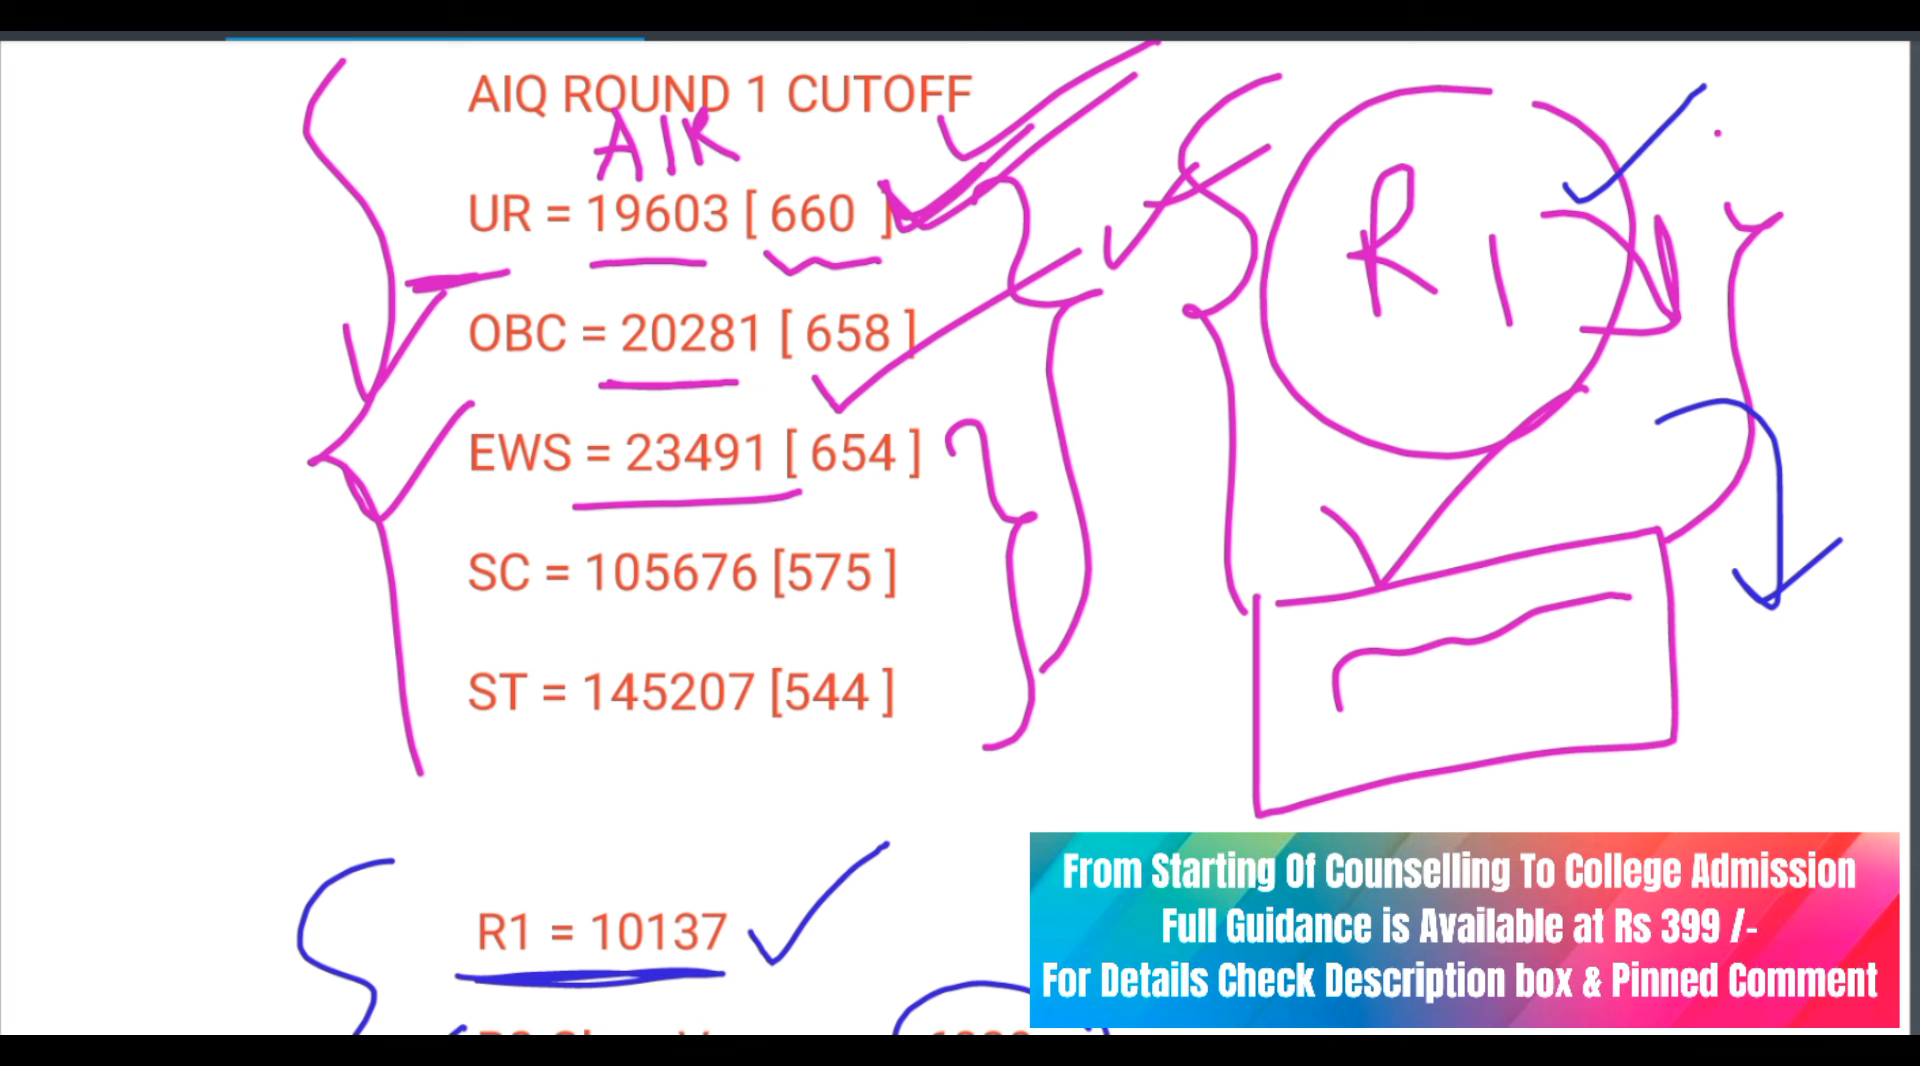 AIQ ROUND 1 CUTOFF
AIR
UR = 19603 [ 660 ]
OBC = 20281 [ 658 ]
EWS = 23491 [ 654 ]
SC = 105676 [575 ]
ST = 145207 [544 ]
R1
R1 = 10137
From Starting Of Counselling To College Admission
Full Guidance is Available at Rs 399 /-
For Details Check Description box & Pinned Comment